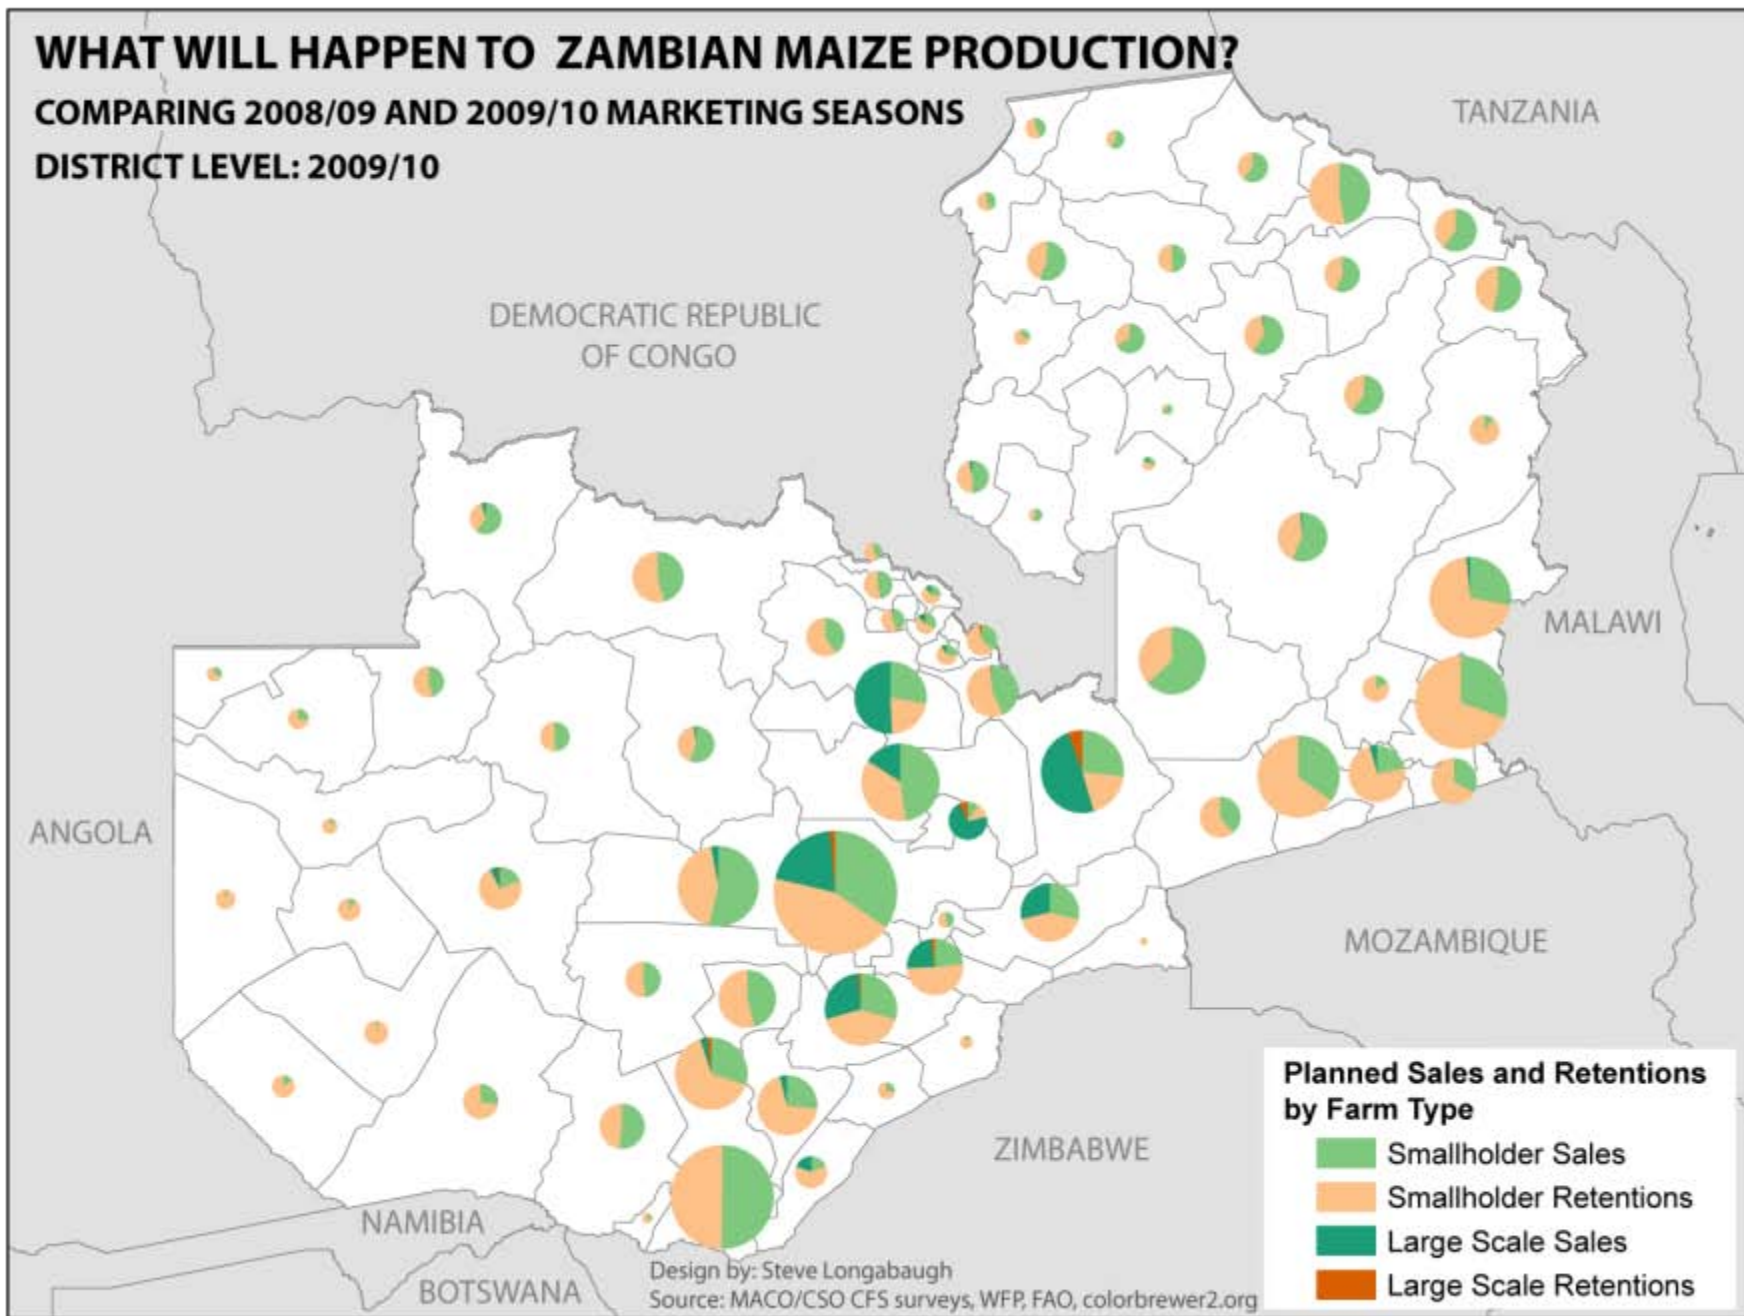 WHAT WILL HAPPEN TO ZAMBIAN MAIZE PRODUCTION?
COMPARING 2008/09 AND 2009/10 MARKETING SEASONS
DISTRICT LEVEL: 2009/10
TANZANIA
DEMOCRATIC REPUBLIC
OF CONGO
MALAWI
ANGOLA
MOZAMBIQUE
ZIMBABWE
NAMIBIA
BOTSWANA
Planned Sales and Retentions
by Farm Type
Smallholder Sales
Smallholder Retentions
Large Scale Sales
Large Scale Retentions
Design by: Steve Longabaugh
Source: MACO/CSO CFS surveys, WFP, FAO, colorbrewer2.org